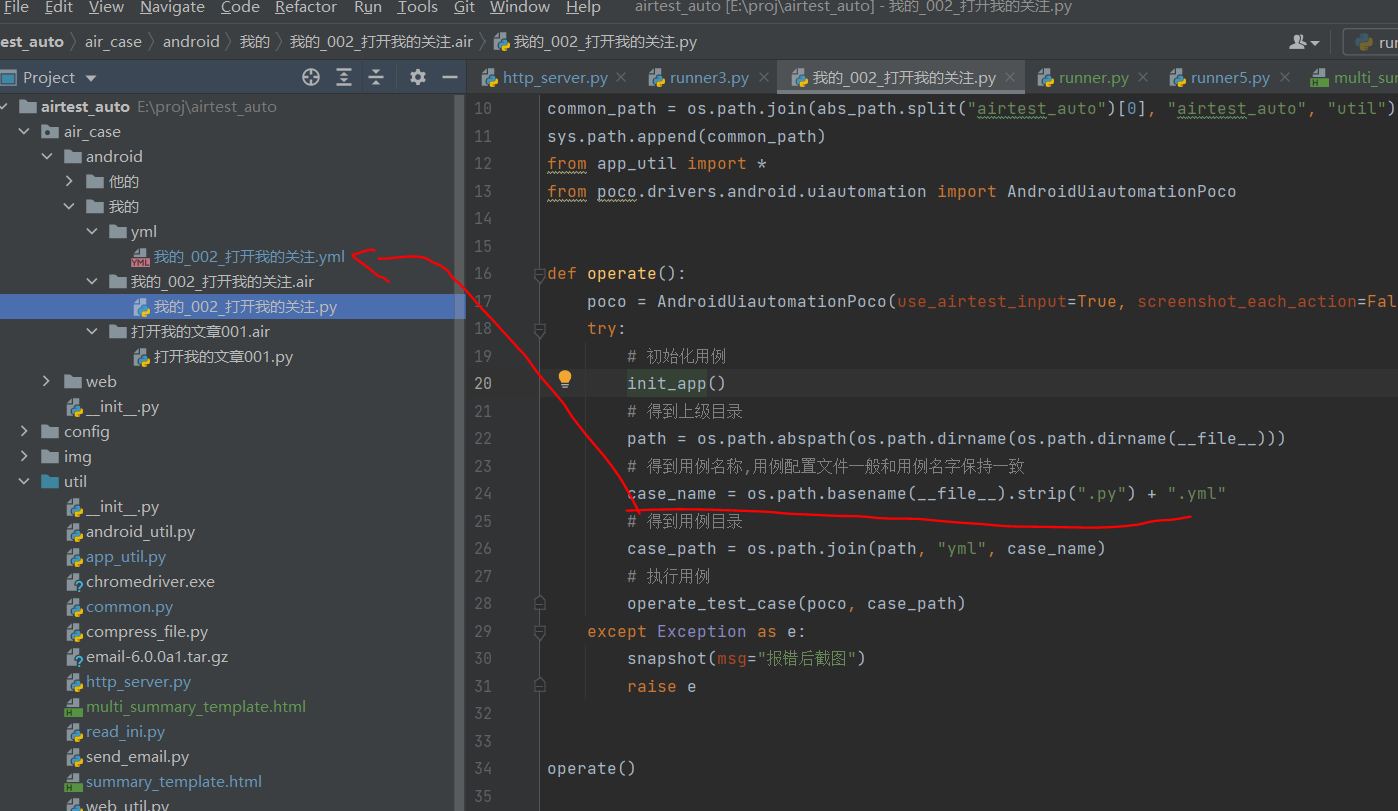 File Edit View Navigate Code Refactor Run Tools Git Window Help airtest_auto [E:\proj\airtest_auto] - 我的_002_打开我的关注.py
est_auto air_case android 我的 我的_002_打开我的关注.air 我的_002_打开我的关注.py run
Project
http_server.py runner3.py 我的_002_打开我的关注.py runner.py runner5.py multi_sum
airtest_auto E:\proj\airtest_auto
air_case
android
他的
我的
yml
我的_002_打开我的关注.yml
我的_002_打开我的关注.air
我的_002_打开我的关注.py
打开我的文章001.air
打开我的文章001.py
web
__init__.py
config
img
util
__init__.py
android_util.py
app_util.py
chromedriver.exe
common.py
compress_file.py
email-6.0.0a1.tar.gz
http_server.py
multi_summary_template.html
read_ini.py
send_email.py
summary_template.html
web_util.py
10 common_path = os.path.join(abs_path.split("airtest_auto")[0], "airtest_auto", "util")
11 sys.path.append(common_path)
12 from app_util import *
13 from poco.drivers.android.uiautomation import AndroidUiautomationPoco
14
15
16 def operate():
17 poco = AndroidUiautomationPoco(use_airtest_input=True, screenshot_each_action=Fal
18 try:
19 # 初始化用例
20 init_app()
21 # 得到上级目录
22 path = os.path.abspath(os.path.dirname(os.path.dirname(__file__)))
23 # 得到用例名称,用例配置文件一般和用例名字保持一致
24 case_name = os.path.basename(__file__).strip(".py") + ".yml"
25 # 得到用例目录
26 case_path = os.path.join(path, "yml", case_name)
27 # 执行用例
28 operate_test_case(poco, case_path)
29 except Exception as e:
30 snapshot(msg="报错后截图")
31 raise e
32
33
34 operate()
35